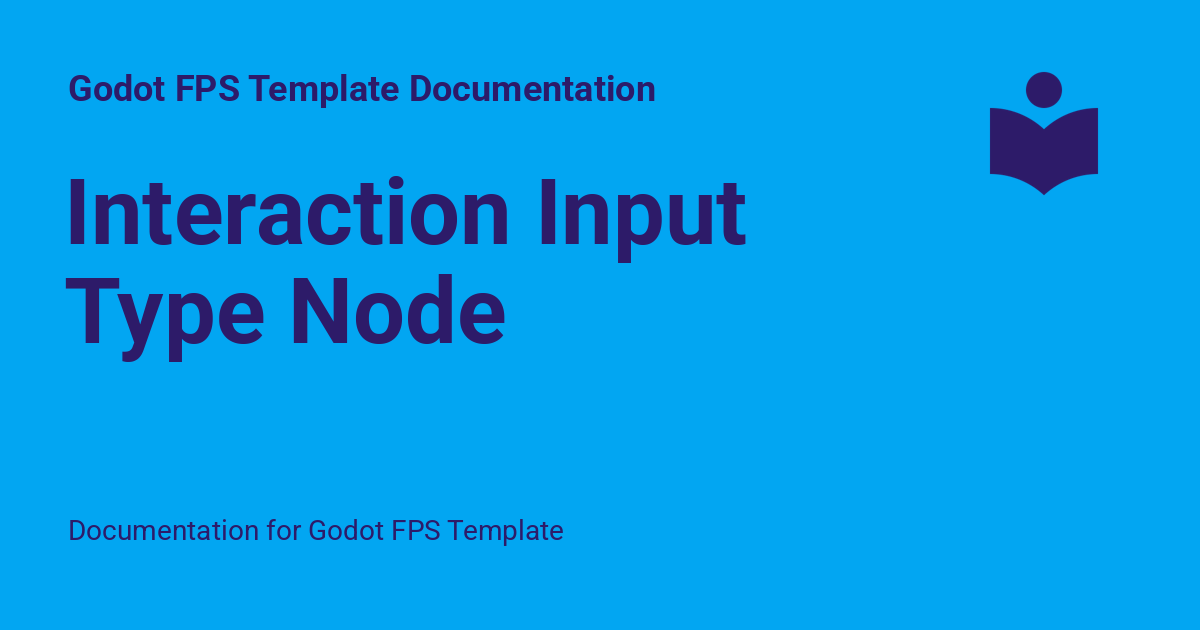 Godot FPS Template Documentation
Interaction Input
Type Node
Documentation for Godot FPS Template